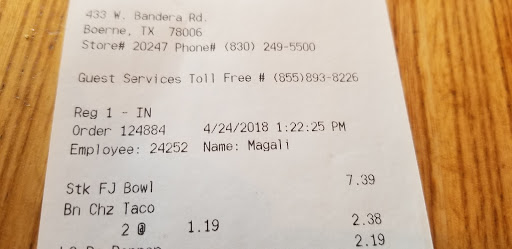 433 W. Bandera Rd.
Boerne, TX 78006
Store# 20247 Phone# (830) 249-5500
Guest Services Toll Free # (855)893-8226
Reg 1 - IN
Order 124884 4/24/2018 1:22:25 PM
Employee: 24252 Name: Magali
Stk FJ Bowl 7.39
Bn Chz Taco
2 @ 1.19 2.38
2.19